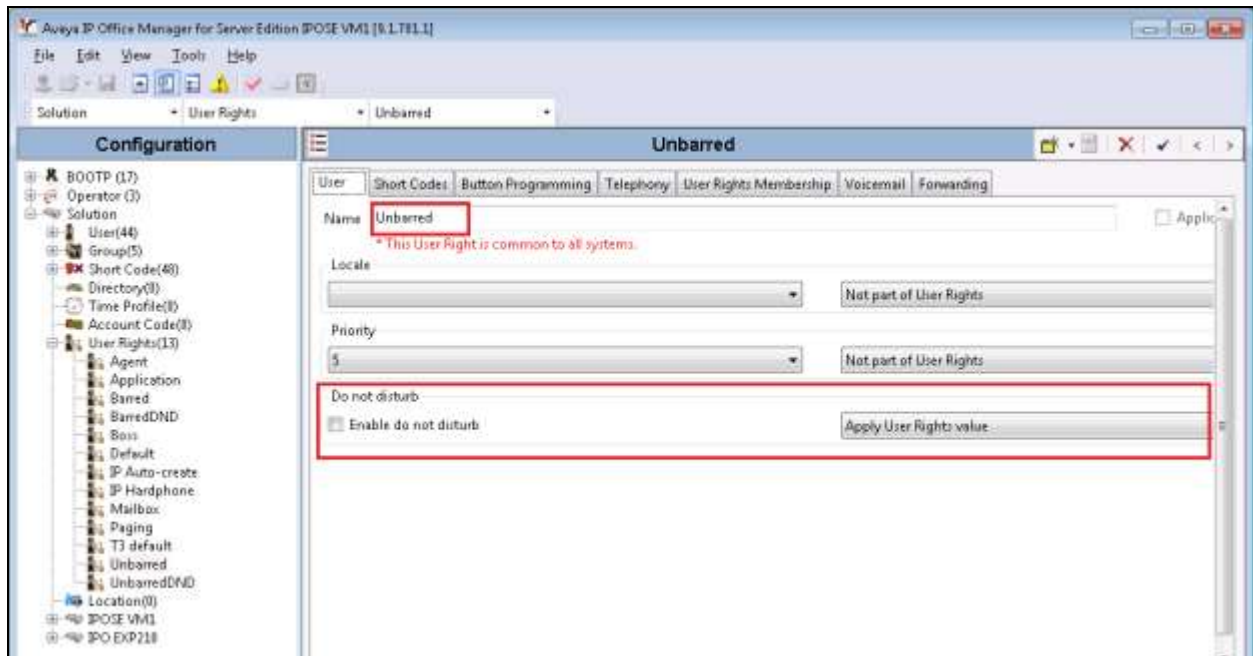 Avaya IP Office Manager for Server Edition IPOSE VM1 [9.1.781.1]
File Edit View Tools Help
Solution User Rights Unbarred
Configuration
Unbarred
BOOTP (17)
Operator (3)
Solution
User(44)
Group(5)
Short Code(48)
Directory(0)
Time Profile(0)
Account Code(0)
User Rights(13)
Agent
Application
Barred
BarredDND
Boss
Default
IP Auto-create
IP Hardphone
Mailbox
Paging
T3 default
Unbarred
UnbarredDND
Location(0)
IPOSE VM1
IPO EXP210
User Short Codes Button Programming Telephony User Rights Membership Voicemail Forwarding
Name Unbarred Applic
* This User Right is common to all systems.
Locale
Not part of User Rights
Priority
5 Not part of User Rights
Do not disturb
Enable do not disturb Apply User Rights value